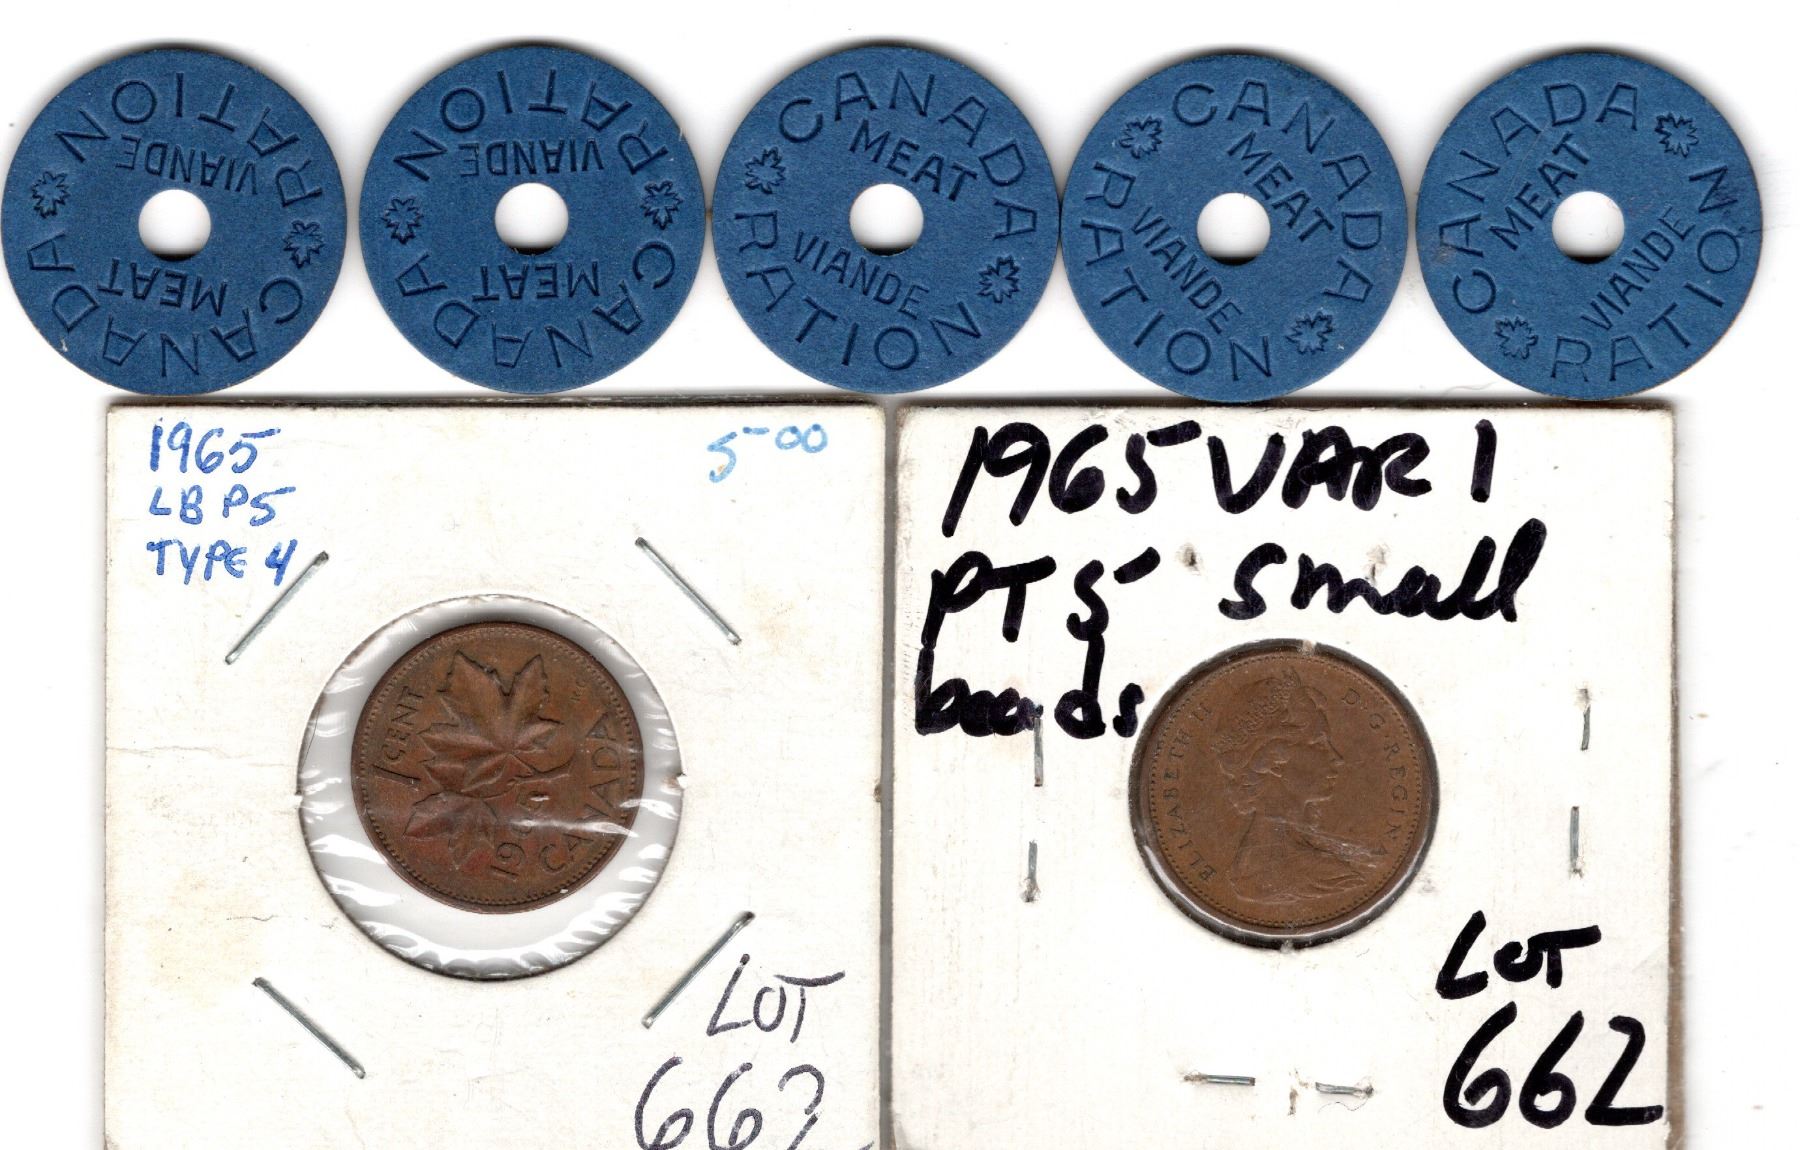 CANADA RATION
MEAT
VIANDE
CANADA RATION
MEAT
VIANDE
CANADA RATION
MEAT
VIANDE
CANADA RATION
MEAT
VIANDE
CANADA RATION
MEAT
VIANDE
1965
LB P5
TYPE 4
5-00
1 CENT
CANADA
LOT
662
1965 VAR 1
PT 5 small
beads
ELIZABETH II D·G·REGINA
LOT
662